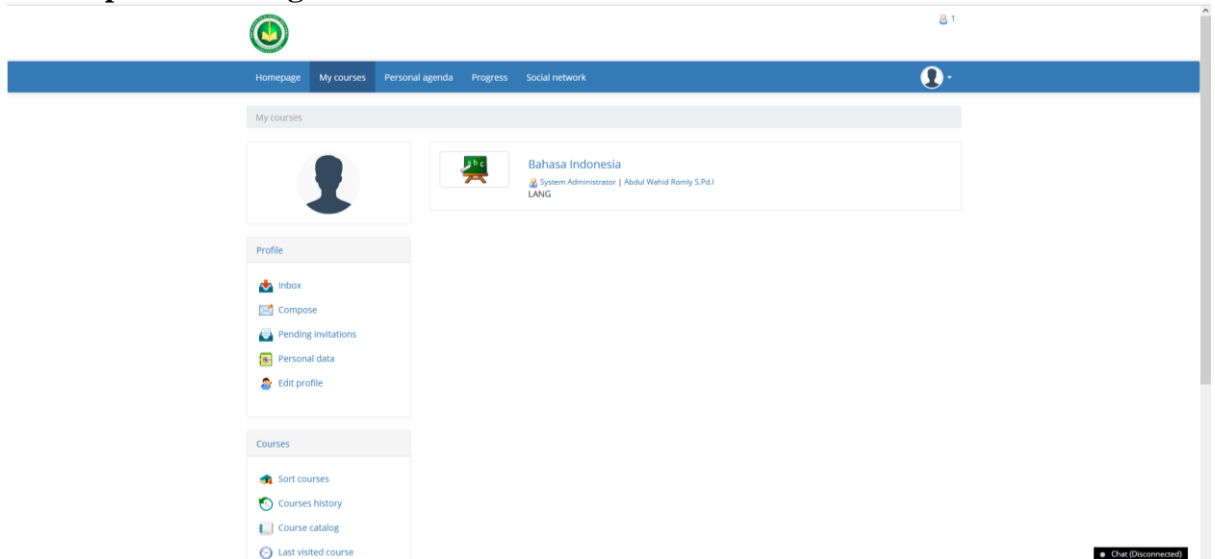 1
Homepage My courses Personal agenda Progress Social network
My courses
Bahasa Indonesia
System Administrator | Abdul Wahid Romly S.Pd.I
LANG
Profile
Inbox
Compose
Pending invitations
Personal data
Edit profile
Courses
Sort courses
Courses history
Course catalog
Last visited course
Chat (Disconnected)